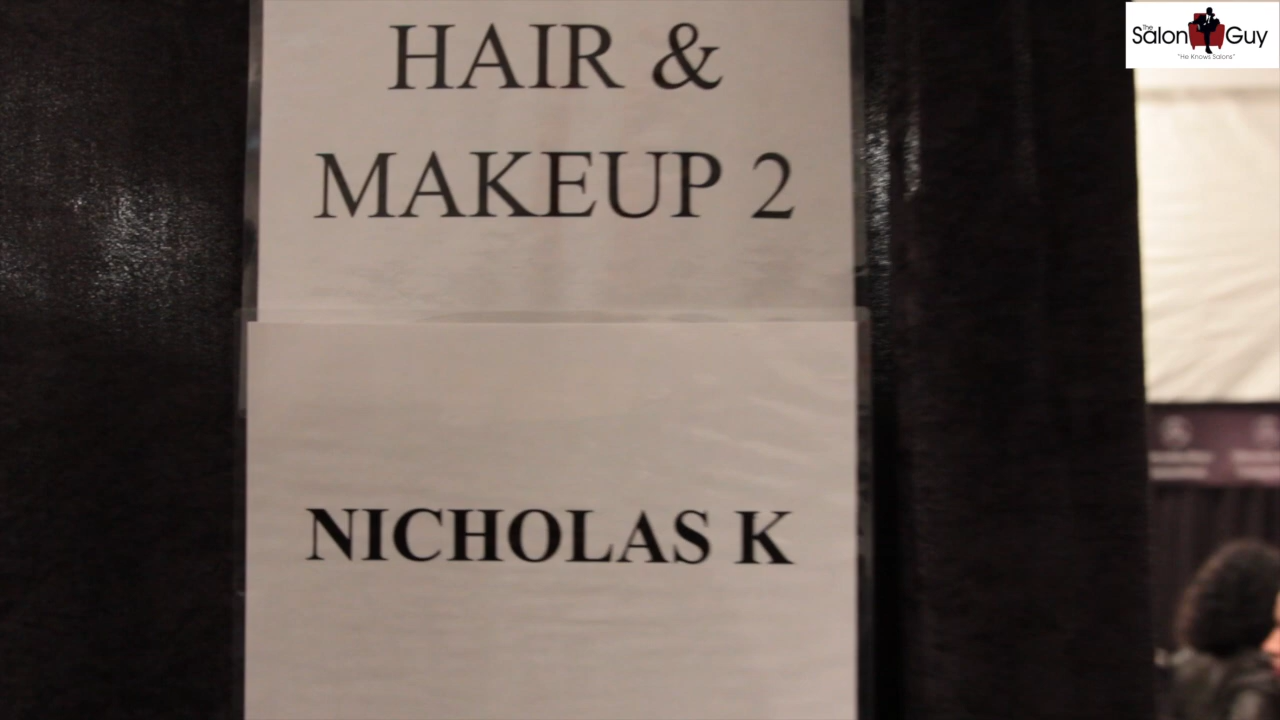 HAIR &
MAKEUP 2
NICHOLAS K
The
Salon Guy
"He Knows Salons"